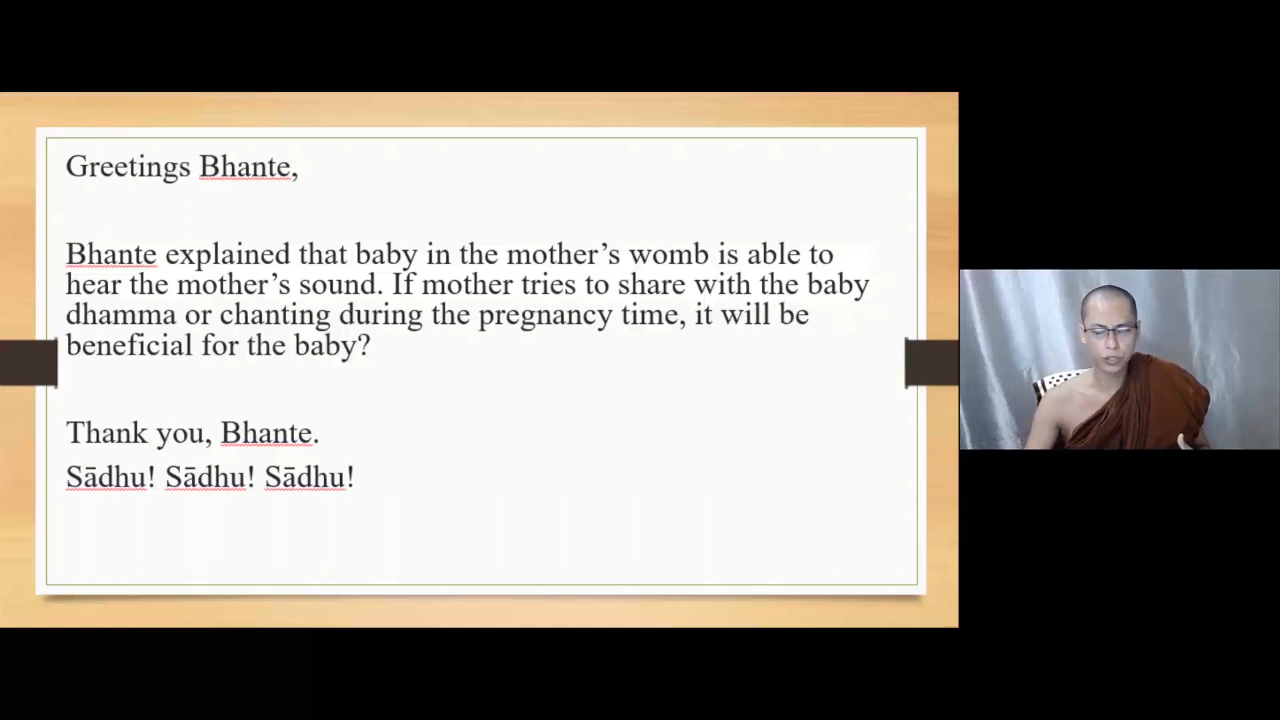 Greetings Bhante,
Bhante explained that baby in the mother’s womb is able to
hear the mother’s sound. If mother tries to share with the baby
dhamma or chanting during the pregnancy time, it will be
beneficial for the baby?
Thank you, Bhante.
Sādhu! Sādhu! Sādhu!